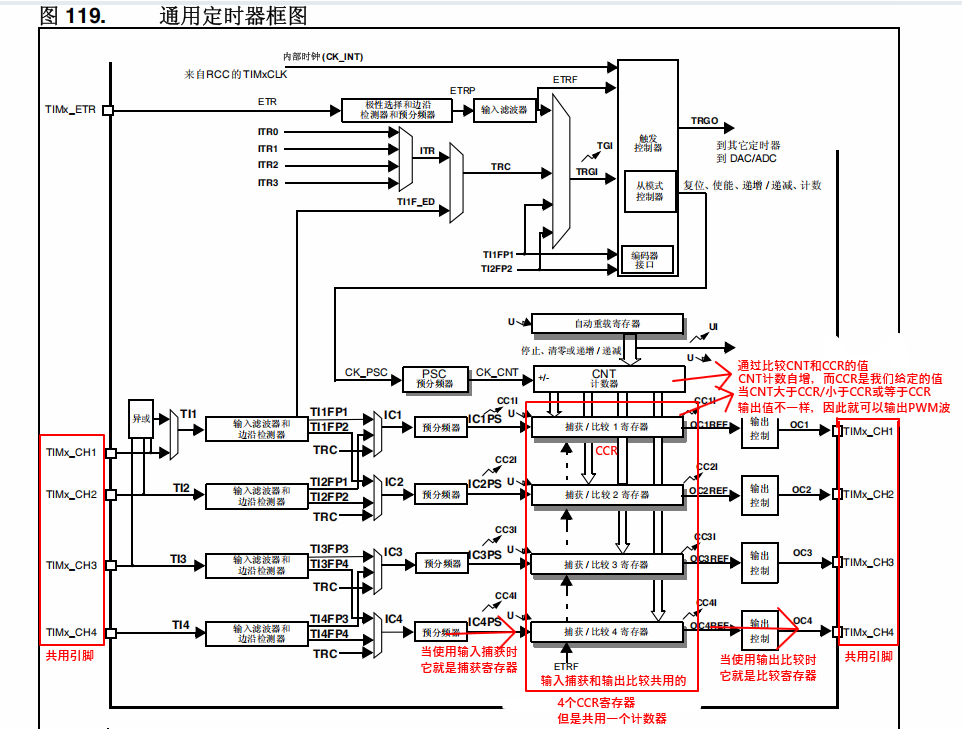 图 119. 通用定时器框图
内部时钟(CK_INT)
来自RCC的TIMxCLK
ETRF
ETR
ETRP
TIMx_ETR
极性选择和边沿
检测器和预分频器
输入滤波器
TRGO
到其它定时器
到 DAC/ADC
触发
控制器
ITR0
ITR1
ITR2
ITR3
ITR
TRC
TGI
TRGI
从模式
控制器
复位、使能、递增/递减、计数
TI1F_ED
TI1FP1
TI2FP2
编码器
接口
U
自动重载寄存器
UI
停止、清零或递增/递减
U
通过比较CNT和CCR的值
CNT计数自增，而CCR是我们给定的值
当CNT大于CCR/小于CCR或等于CCR
输出值不一样，因此就可以输出PWM波
CK_PSC
PSC
预分频器
CK_CNT
+/-
CNT
计数器
异或
TI1
输入滤波器和
边沿检测器
TI1FP1
TI1FP2
TRC
IC1
预分频器
CC1I
U
IC1PS
捕获/比较 1 寄存器
CC1I
OC1REF
输出
控制
OC1
TIMx_CH1
TIMx_CH1
CCR
TIMx_CH2
TI2
输入滤波器和
边沿检测器
TI2FP1
TI2FP2
TRC
IC2
预分频器
CC2I
U
IC2PS
捕获/比较 2 寄存器
CC2I
OC2REF
输出
控制
OC2
TIMx_CH2
TIMx_CH3
TI3
输入滤波器和
边沿检测器
TI3FP3
TI3FP4
TRC
IC3
预分频器
CC3I
U
IC3PS
捕获/比较 3 寄存器
CC3I
OC3REF
输出
控制
OC3
TIMx_CH3
TIMx_CH4
TI4
输入滤波器和
边沿检测器
TI4FP3
TI4FP4
TRC
IC4
预分频器
CC4I
U
IC4PS
捕获/比较 4 寄存器
CC4I
OC4REF
输出
控制
OC4
TIMx_CH4
共用引脚
当使用输入捕获时
它就是捕获寄存器
ETRF
输入捕获和输出比较共用的
4个CCR寄存器
但是共用一个计数器
当使用输出比较时
它就是比较寄存器
共用引脚